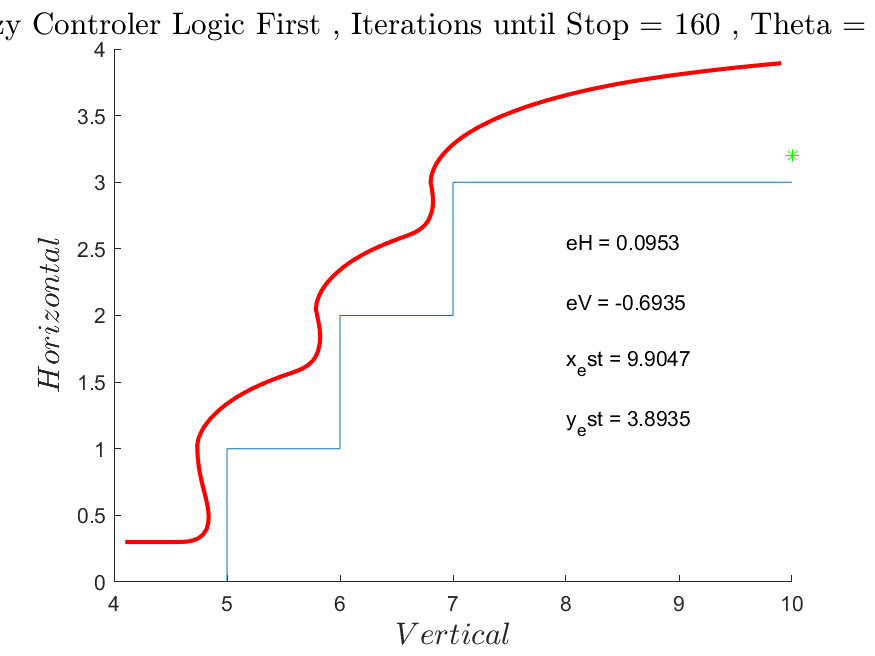 zy Controler Logic First , Iterations until Stop = 160 , Theta =
4
3.5
3
2.5
2
1.5
1
0.5
0
Horizontal
eH = 0.0953
eV = -0.6935
x_est = 9.9047
y_est = 3.8935
4 5 6 7 8 9 10
Vertical